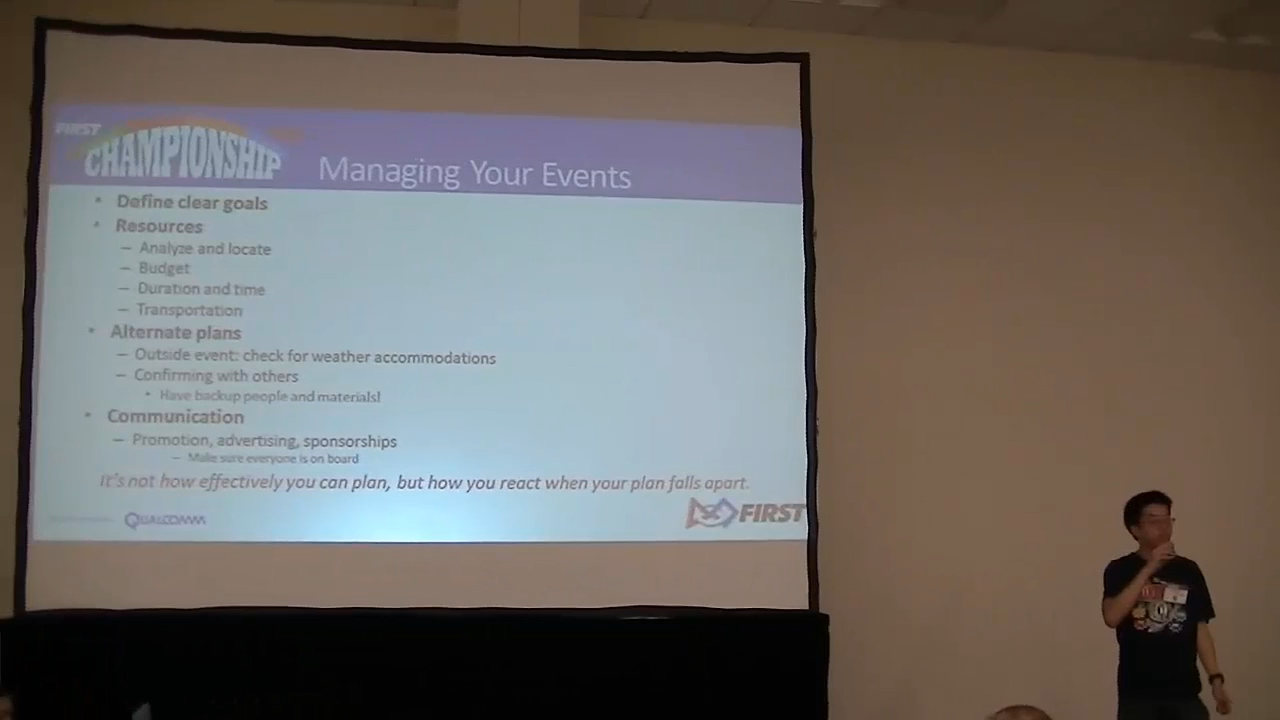 FIRST
CHAMPIONSHIP
Managing Your Events
• Define clear goals
• Resources
– Analyze and locate
– Budget
– Duration and time
– Transportation
• Alternate plans
– Outside event: check for weather accommodations
– Confirming with others
• Have backup people and materials!
• Communication
– Promotion, advertising, sponsorships
– Make sure everyone is on board
It's not how effectively you can plan, but how you react when your plan falls apart.
QUALCOMM
FIRST